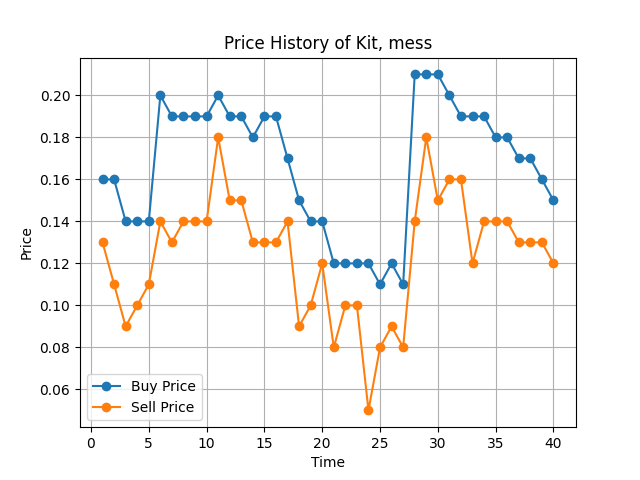 Price History of Kit, mess
Price
0.20
0.18
0.16
0.14
0.12
0.10
0.08
0.06
Buy Price
Sell Price
0 5 10 15 20 25 30 35 40
Time